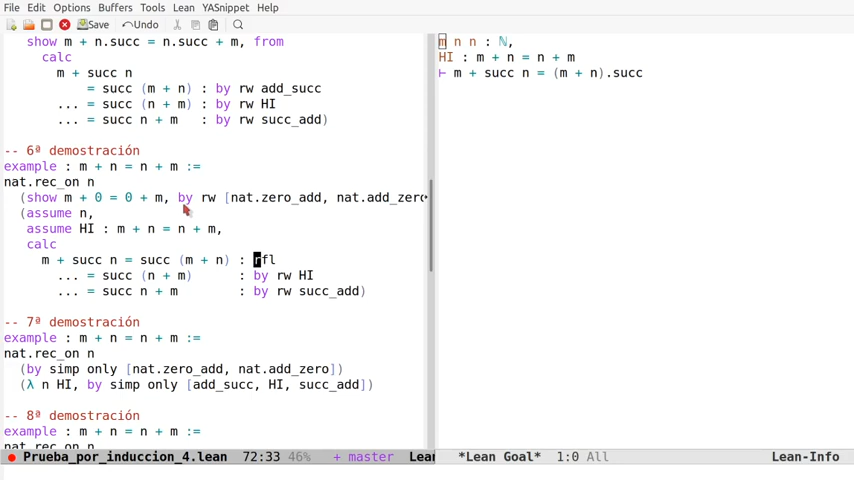 File Edit Options Buffers Tools Lean YASnippet Help
Save Undo
show m + n.succ = n.succ + m, from
calc
m + succ n
= succ (m + n) : by rw add_succ
... = succ (n + m) : by rw HI
... = succ n + m : by rw succ_add)
-- 6ª demostración
example : m + n = n + m :=
nat.rec_on n
(show m + 0 = 0 + m, by rw [nat.zero_add, nat.add_zero
(assume n,
assume HI : m + n = n + m,
calc
m + succ n = succ (m + n) : rfl
... = succ (n + m) : by rw HI
... = succ n + m : by rw succ_add)
-- 7ª demostración
example : m + n = n + m :=
nat.rec_on n
(by simp only [nat.zero_add, nat.add_zero])
(λ n HI, by simp only [add_succ, HI, succ_add])
-- 8ª demostración
example : m + n = n + m :=
nat.rec_on n
Prueba_por_induccion_4.lean 72:33 46% + master Lean
m n n : ℕ,
HI : m + n = n + m
⊢ m + succ n = (m + n).succ
*Lean Goal* 1:0 All Lean-Info